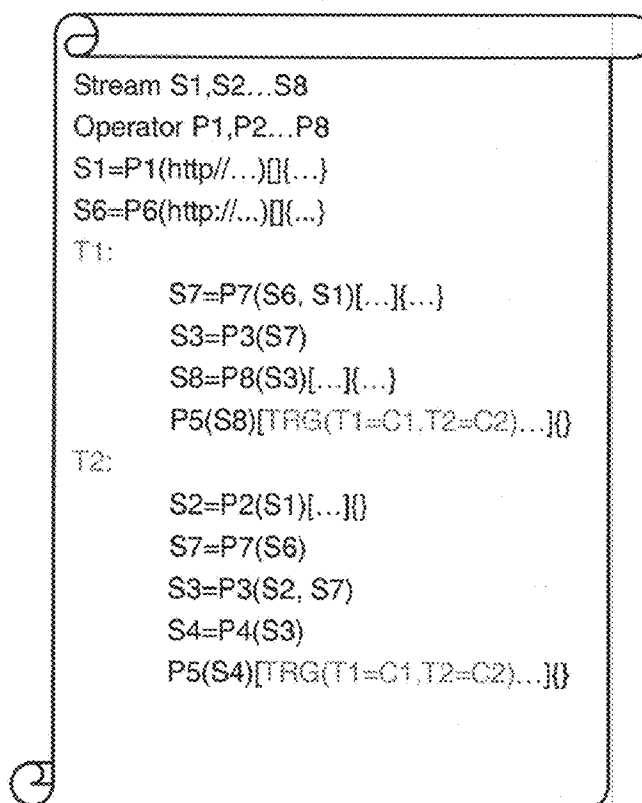 Stream S1,S2...S8
Operator P1,P2...P8
S1=P1(http//...)[]{...}
S6=P6(http://...)[]{...}
T1:
S7=P7(S6, S1)[...]{...}
S3=P3(S7)
S8=P8(S3)[...]{...}
P5(S8)[TRG(T1=C1,T2=C2)...]{}
T2:
S2=P2(S1)[...]{}
S7=P7(S6)
S3=P3(S2, S7)
S4=P4(S3)
P5(S4)[TRG(T1=C1,T2=C2)...]{}